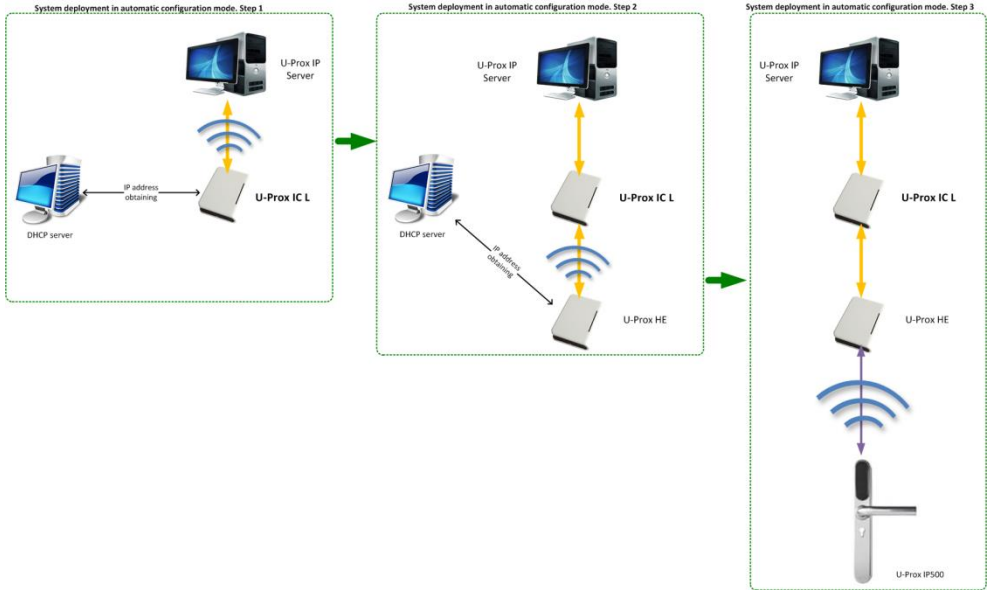 System deployment in automatic configuration mode. Step 1
U-Prox IP
Server
IP address
obtaining
DHCP server
U-Prox IC L
System deployment in automatic configuration mode. Step 2
U-Prox IP
Server
U-Prox IC L
DHCP server
IP address
obtaining
U-Prox HE
System deployment in automatic configuration mode. Step 3
U-Prox IP
Server
U-Prox IC L
U-Prox HE
U-Prox IP500